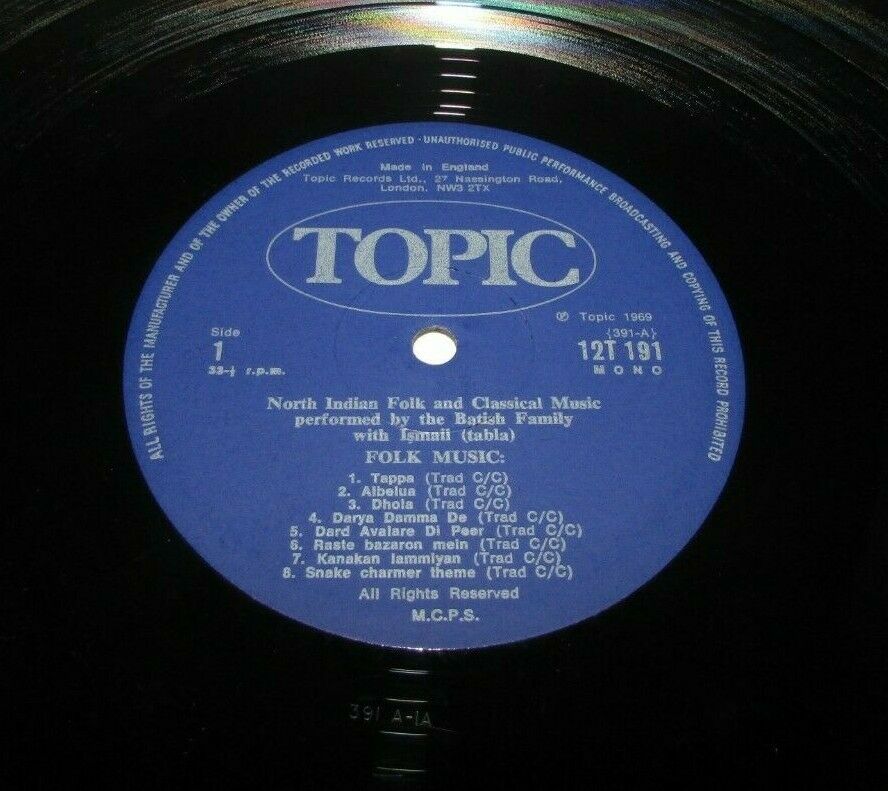 ALL RIGHTS OF THE MANUFACTURER AND OF THE OWNER OF THE RECORDED WORK RESERVED · UNAUTHORISED PUBLIC PERFORMANCE BROADCASTING AND COPYING OF THIS RECORD PROHIBITED
Made in England
Topic Records Ltd., 27 Nassington Road,
London, NW3 2TX
TOPIC
℗ Topic 1969
Side
1
33-⅓ r.p.m.
(391-A)
12T 191
MONO
North Indian Folk and Classical Music
performed by the Batish Family
with Ismail (tabla)
FOLK MUSIC:
1. Tappa (Trad C/C)
2. Albelua (Trad C/C)
3. Dhola (Trad C/C)
4. Darya Damma De (Trad C/C)
5. Dard Avalare Di Peer (Trad C/C)
6. Raste bazaron mein (Trad C/C)
7. Kanakan lammiyan (Trad C/C)
8. Snake charmer theme (Trad C/C)
All Rights Reserved
M.C.P.S.
391 A-1A